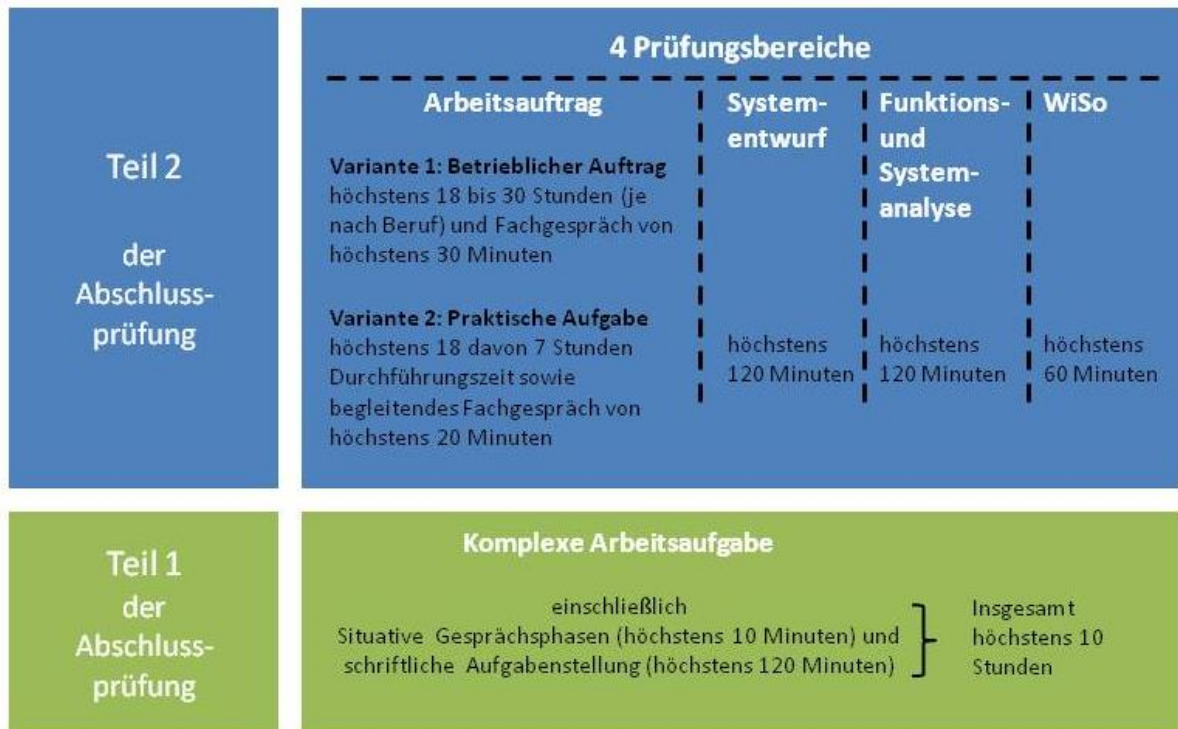 Teil 2
der
Abschluss-
prüfung
4 Prüfungsbereiche
Arbeitsauftrag
Variante 1: Betrieblicher Auftrag
höchstens 18 bis 30 Stunden (je
nach Beruf) und Fachgespräch von
höchstens 30 Minuten
Variante 2: Praktische Aufgabe
höchstens 18 davon 7 Stunden
Durchführungszeit sowie
begleitendes Fachgespräch von
höchstens 20 Minuten
System-
entwurf
höchstens
120 Minuten
Funktions-
und
System-
analyse
höchstens
120 Minuten
WiSo
höchstens
60 Minuten
Teil 1
der
Abschluss-
prüfung
Komplexe Arbeitsaufgabe
einschließlich
Situative Gesprächsphasen (höchstens 10 Minuten) und
schriftliche Aufgabenstellung (höchstens 120 Minuten)
Insgesamt
höchstens 10
Stunden